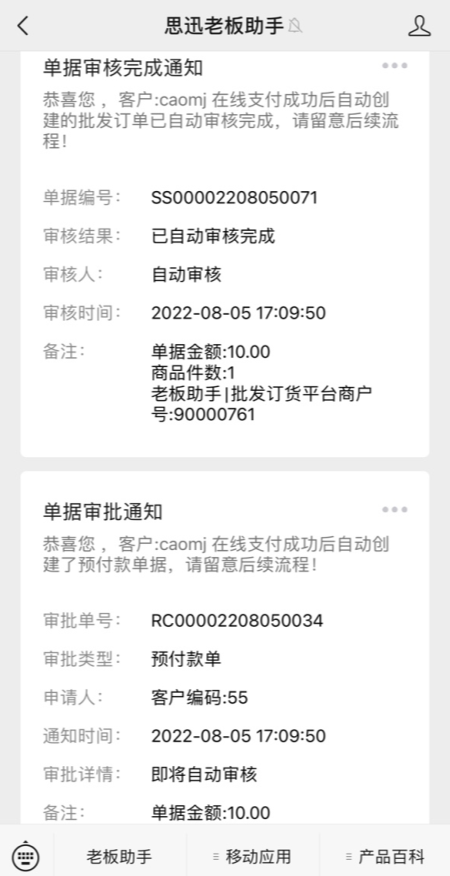 思迅老板助手
单据审核完成通知
恭喜您，客户:caomj 在线支付成功后自动创
建的批发订单已自动审核完成，请留意后续流
程！
单据编号： SS00002208050071
审核结果： 已自动审核完成
审核人： 自动审核
审核时间： 2022-08-05 17:09:50
备注： 单据金额:10.00
商品件数:1
老板助手|批发订货平台商户
号:90000761
单据审批通知
恭喜您，客户:caomj 在线支付成功后自动创
建了预付款单据，请留意后续流程！
审批单号： RC00002208050034
审批类型： 预付款单
申请人： 客户编码:55
通知时间： 2022-08-05 17:09:50
审批详情： 即将自动审核
备注： 单据金额:10.00
老板助手 移动应用 产品百科